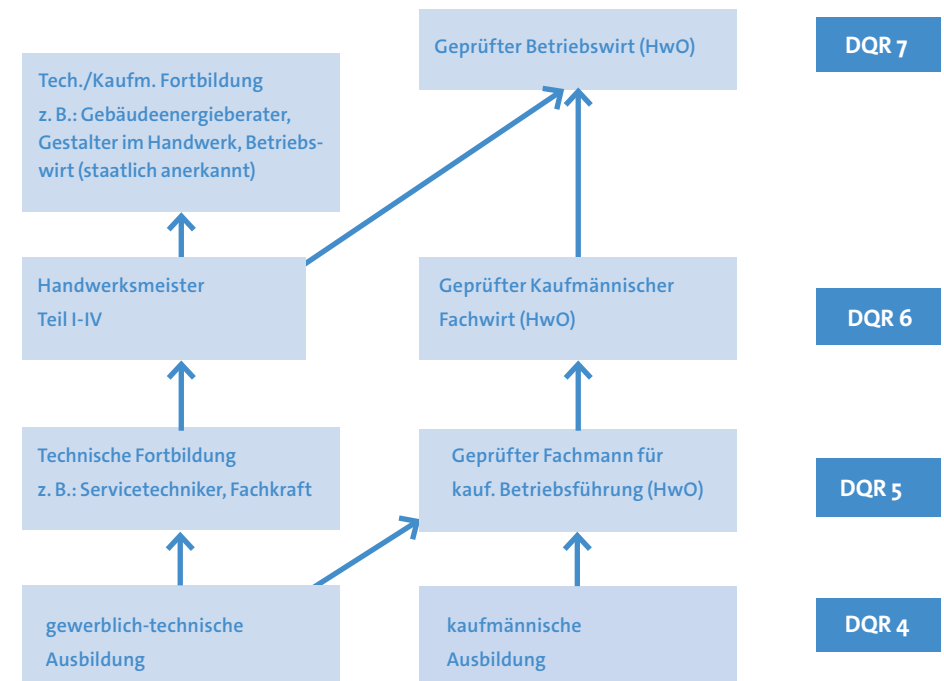 Geprüfter Betriebswirt (HwO)
DQR 7
Tech./Kaufm. Fortbildung
z. B.: Gebäudeenergieberater,
Gestalter im Handwerk, Betriebs-
wirt (staatlich anerkannt)
Handwerksmeister
Teil I-IV
Geprüfter Kaufmännischer
Fachwirt (HwO)
DQR 6
Technische Fortbildung
z. B.: Servicetechniker, Fachkraft
Geprüfter Fachmann für
kauf. Betriebsführung (HwO)
DQR 5
gewerblich-technische
Ausbildung
kaufmännische
Ausbildung
DQR 4